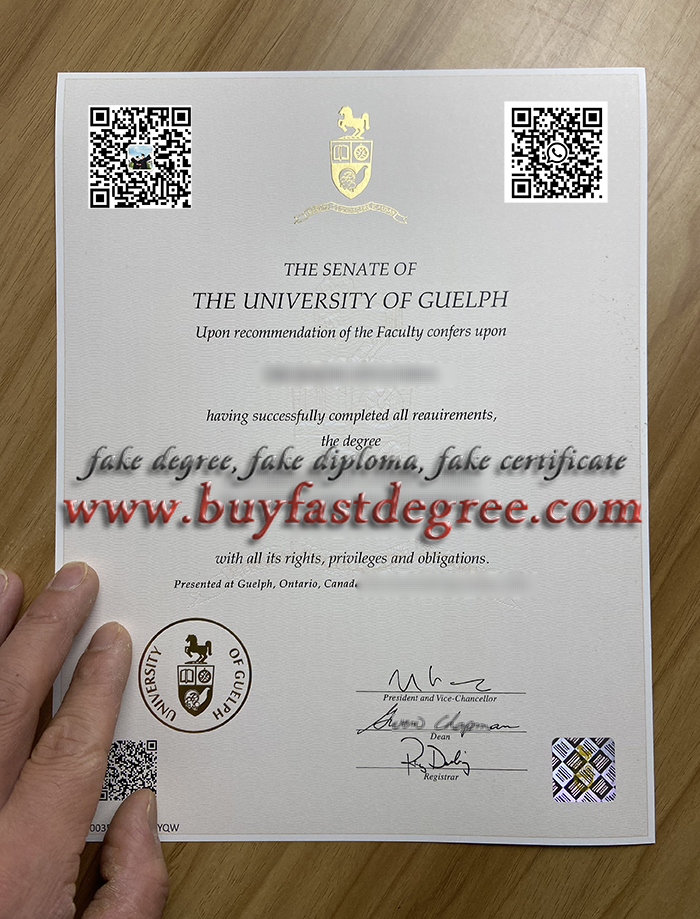 THE SENATE OF
THE UNIVERSITY OF GUELPH
Upon recommendation of the Faculty confers upon
having successfully completed all reauirements,
the degree
fake degree, fake diploma, fake certificate
www.buyfastdegree.com
with all its rights, privileges and obligations.
Presented at Guelph, Ontario, Canada
UNIVERSITY OF GUELPH
President and Vice-Chancellor
Chapman
Dean
Registrar
YQW